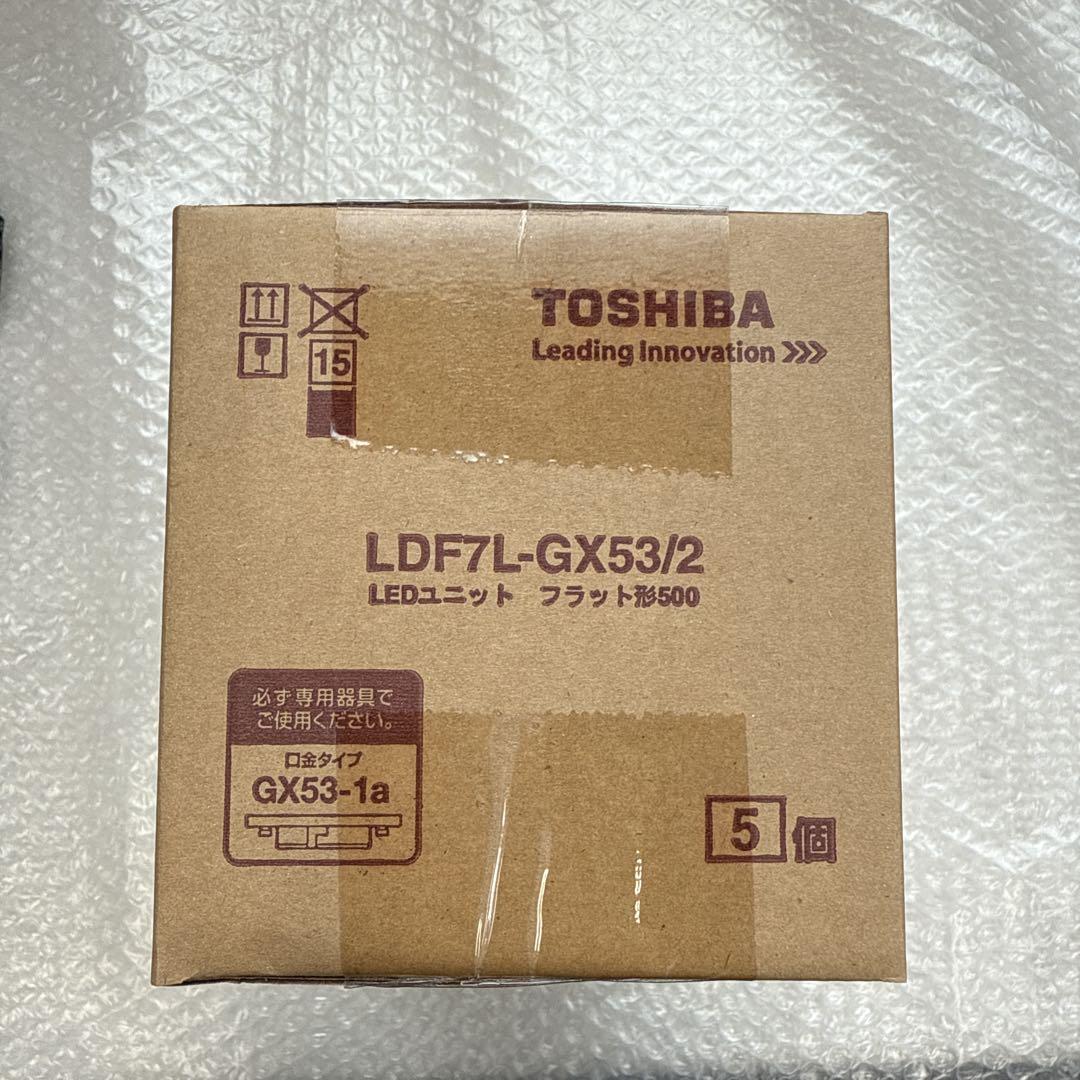 TOSHIBA
Leading Innovation >>>
15
LDF7L-GX53/2
LEDユニット フラット形500
必ず専用器具で
ご使用ください。
口金タイプ
GX53-1a
5個